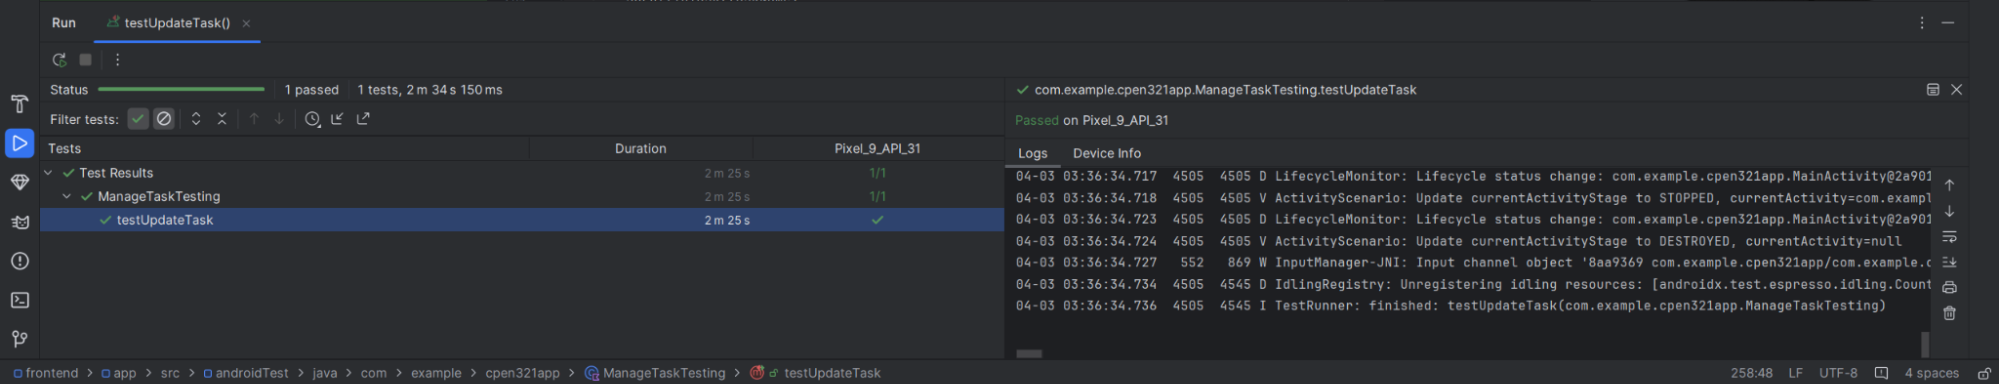 Run testUpdateTask()
Status 1 passed 1 tests, 2 m 34 s 150 ms
Filter tests:
Tests Duration Pixel_9_API_31
Test Results 2 m 25 s 1/1
ManageTaskTesting 2 m 25 s 1/1
testUpdateTask 2 m 25 s
com.example.cpen321app.ManageTaskTesting.testUpdateTask
Passed on Pixel_9_API_31
Logs Device Info
04-03 03:36:34.717 4505 4505 D LifecycleMonitor: Lifecycle status change: com.example.cpen321app.MainActivity@2a901
04-03 03:36:34.718 4505 4505 V ActivityScenario: Update currentActivityStage to STOPPED, currentActivity=com.exampl
04-03 03:36:34.723 4505 4505 D LifecycleMonitor: Lifecycle status change: com.example.cpen321app.MainActivity@2a901
04-03 03:36:34.724 4505 4505 V ActivityScenario: Update currentActivityStage to DESTROYED, currentActivity=null
04-03 03:36:34.727 552 869 W InputManager-JNI: Input channel object '8aa9369 com.example.cpen321app/com.example.c
04-03 03:36:34.734 4505 4545 D IdlingRegistry: Unregistering idling resources: [androidx.test.espresso.idling.Count
04-03 03:36:34.736 4505 4545 I TestRunner: finished: testUpdateTask(com.example.cpen321app.ManageTaskTesting)
frontend > app > src > androidTest > java > com > example > cpen321app > ManageTaskTesting > testUpdateTask 258:48 LF UTF-8 4 spaces